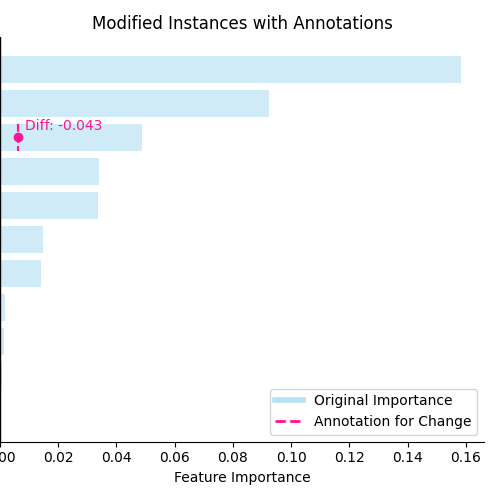 Modified Instances with Annotations
Diff: -0.043
Original Importance
Annotation for Change
00 0.02 0.04 0.06 0.08 0.10 0.12 0.14 0.16
Feature Importance